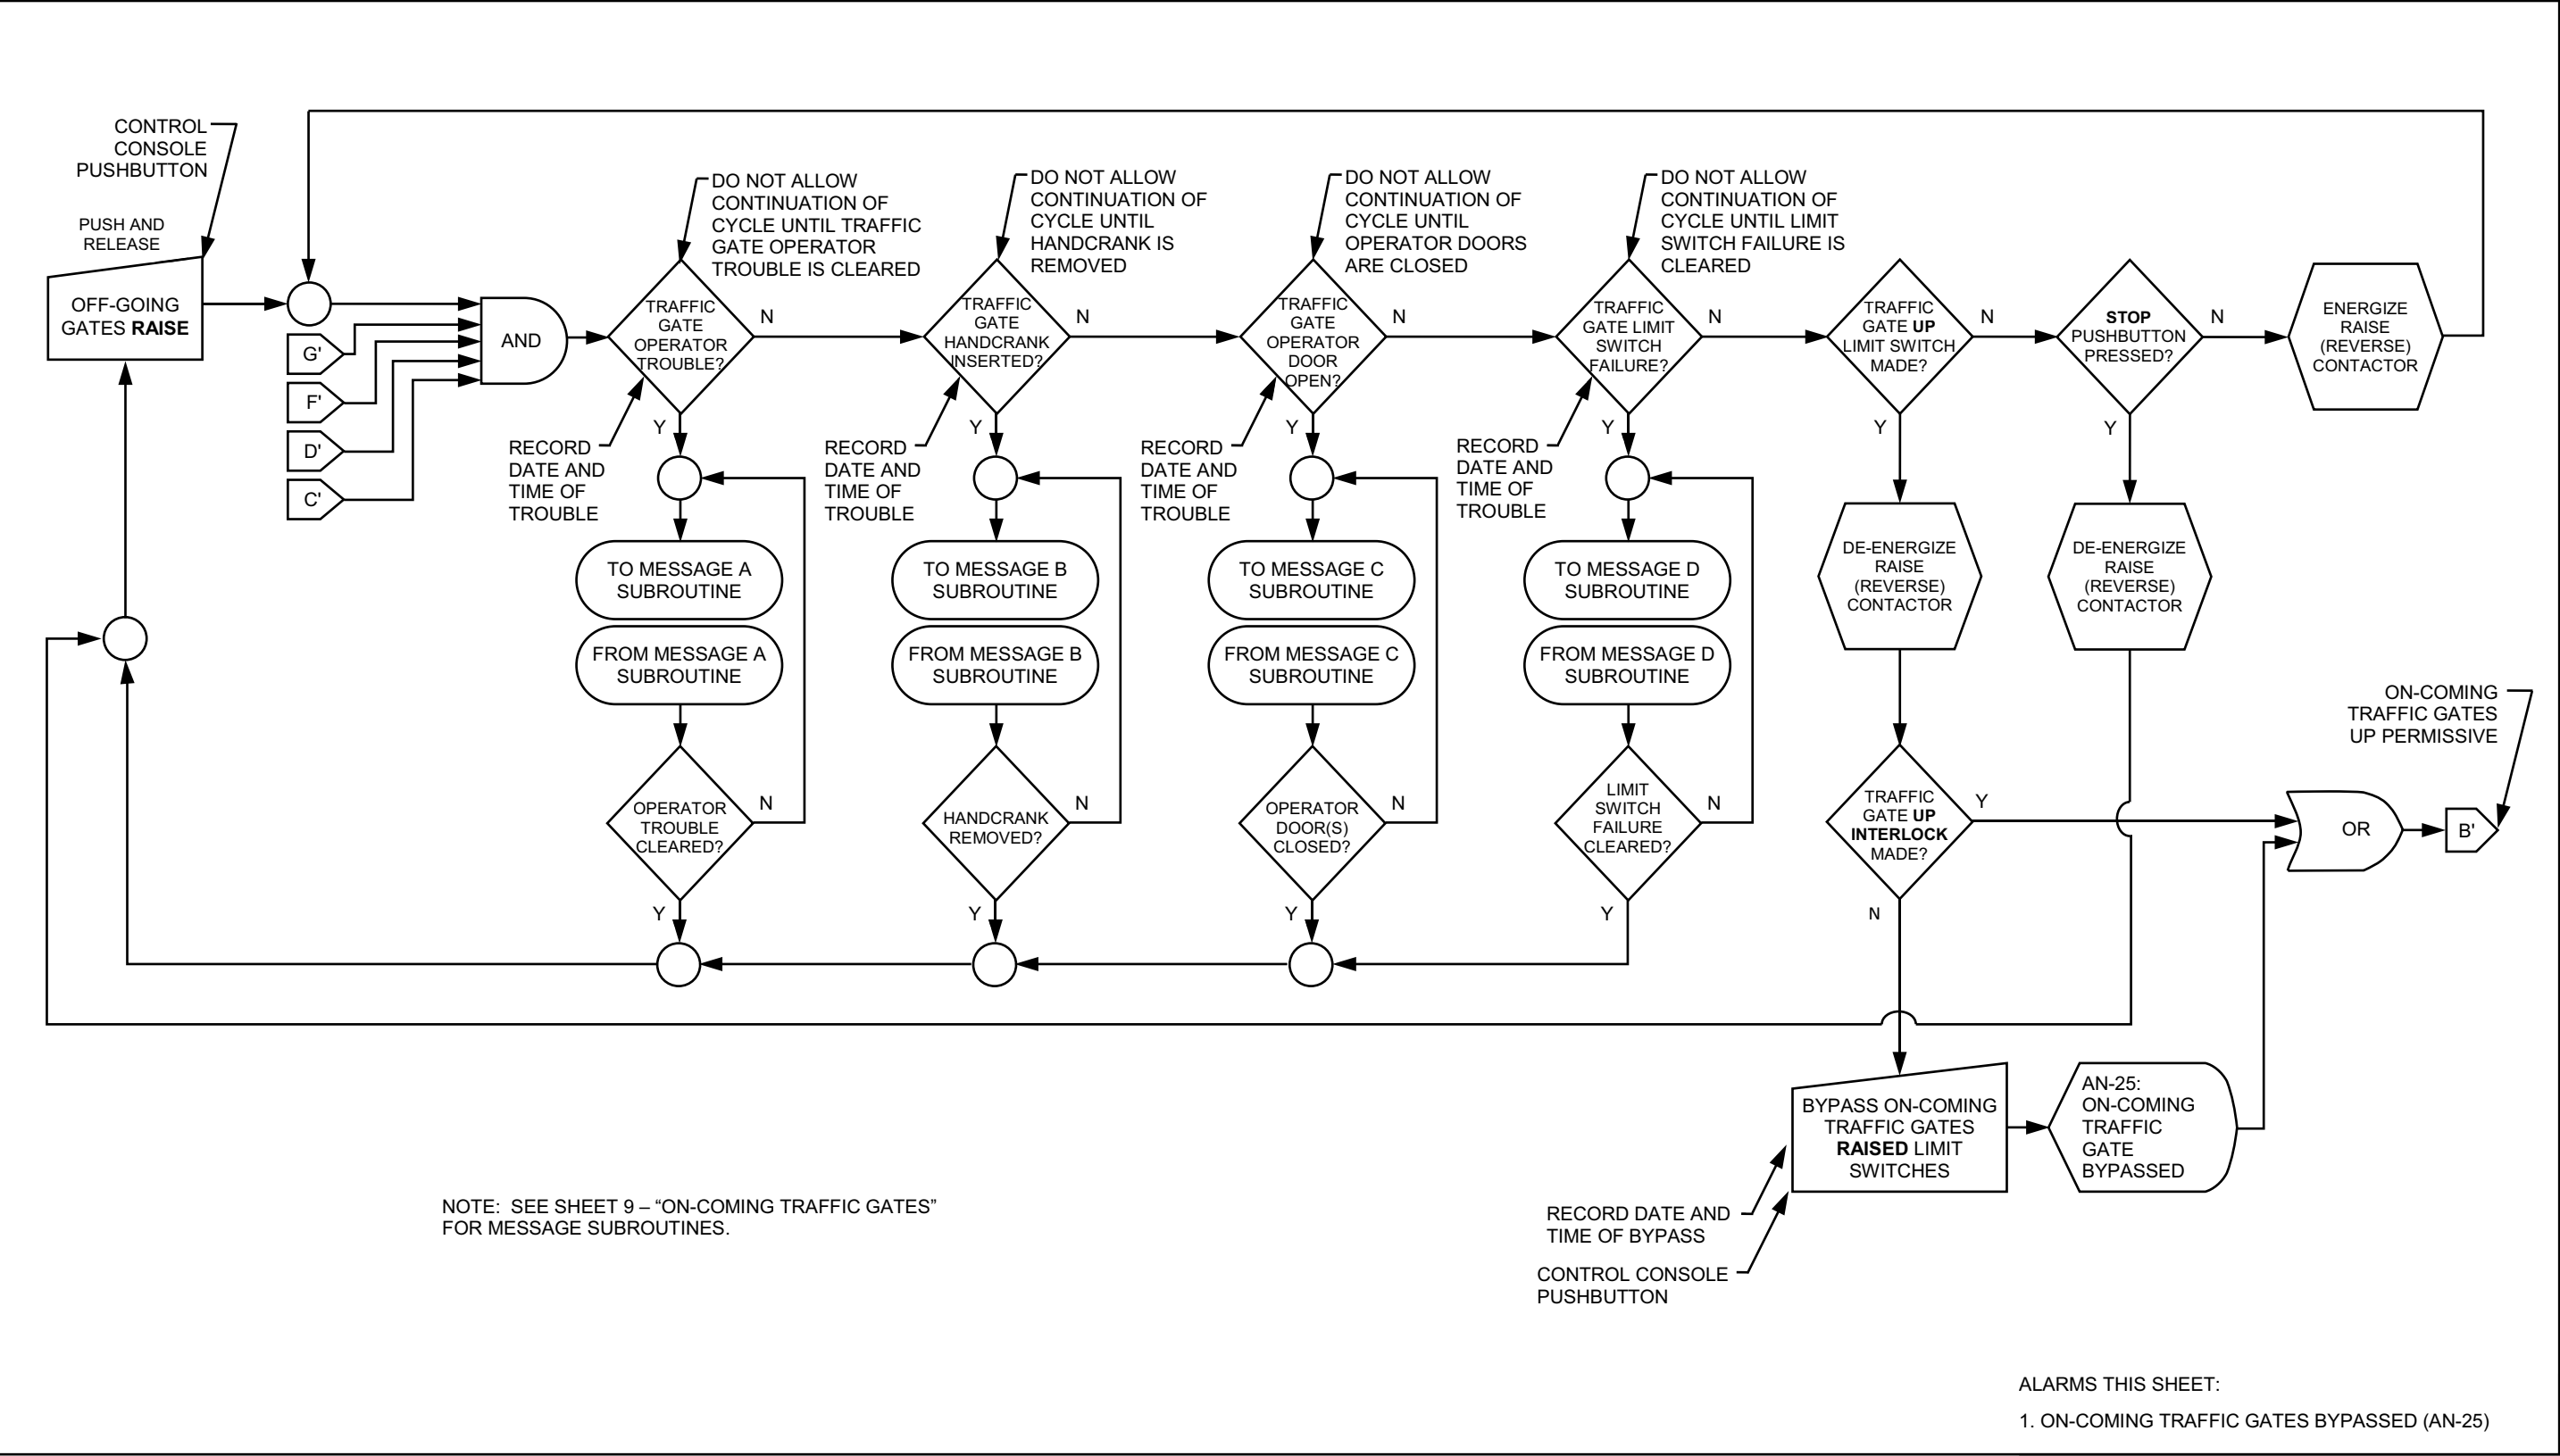 CONTROL
CONSOLE
PUSHBUTTON
PUSH AND
RELEASE
OFF-GOING
GATES RAISE
G'
F'
D'
C'
AND
DO NOT ALLOW
CONTINUATION OF
CYCLE UNTIL TRAFFIC
GATE OPERATOR
TROUBLE IS CLEARED
TRAFFIC
GATE
OPERATOR
TROUBLE?
N
Y
RECORD
DATE AND
TIME OF
TROUBLE
TO MESSAGE A
SUBROUTINE
FROM MESSAGE A
SUBROUTINE
OPERATOR
TROUBLE
CLEARED?
N
Y
DO NOT ALLOW
CONTINUATION OF
CYCLE UNTIL
HANDCRANK IS
REMOVED
TRAFFIC
GATE
HANDCRANK
INSERTED?
N
Y
RECORD
DATE AND
TIME OF
TROUBLE
TO MESSAGE B
SUBROUTINE
FROM MESSAGE B
SUBROUTINE
HANDCRANK
REMOVED?
N
Y
DO NOT ALLOW
CONTINUATION OF
CYCLE UNTIL
OPERATOR DOORS
ARE CLOSED
TRAFFIC
GATE
OPERATOR
DOOR
OPEN?
N
Y
RECORD
DATE AND
TIME OF
TROUBLE
TO MESSAGE C
SUBROUTINE
FROM MESSAGE C
SUBROUTINE
OPERATOR
DOOR(S)
CLOSED?
N
Y
DO NOT ALLOW
CONTINUATION OF
CYCLE UNTIL LIMIT
SWITCH FAILURE IS
CLEARED
TRAFFIC
GATE LIMIT
SWITCH
FAILURE?
N
Y
RECORD
DATE AND
TIME OF
TROUBLE
TO MESSAGE D
SUBROUTINE
FROM MESSAGE D
SUBROUTINE
LIMIT
SWITCH
FAILURE
CLEARED?
N
Y
TRAFFIC
GATE UP
LIMIT SWITCH
MADE?
N
Y
DE-ENERGIZE
RAISE
(REVERSE)
CONTACTOR
TRAFFIC
GATE UP
INTERLOCK
MADE?
Y
N
STOP
PUSHBUTTON
PRESSED?
N
Y
DE-ENERGIZE
RAISE
(REVERSE)
CONTACTOR
ENERGIZE
RAISE
(REVERSE)
CONTACTOR
ON-COMING
TRAFFIC GATES
UP PERMISSIVE
OR
B'
BYPASS ON-COMING
TRAFFIC GATES
RAISED LIMIT
SWITCHES
AN-25:
ON-COMING
TRAFFIC
GATE
BYPASSED
RECORD DATE AND
TIME OF BYPASS
CONTROL CONSOLE
PUSHBUTTON
NOTE: SEE SHEET 9 – “ON-COMING TRAFFIC GATES”
FOR MESSAGE SUBROUTINES.
ALARMS THIS SHEET:
1. ON-COMING TRAFFIC GATES BYPASSED (AN-25)